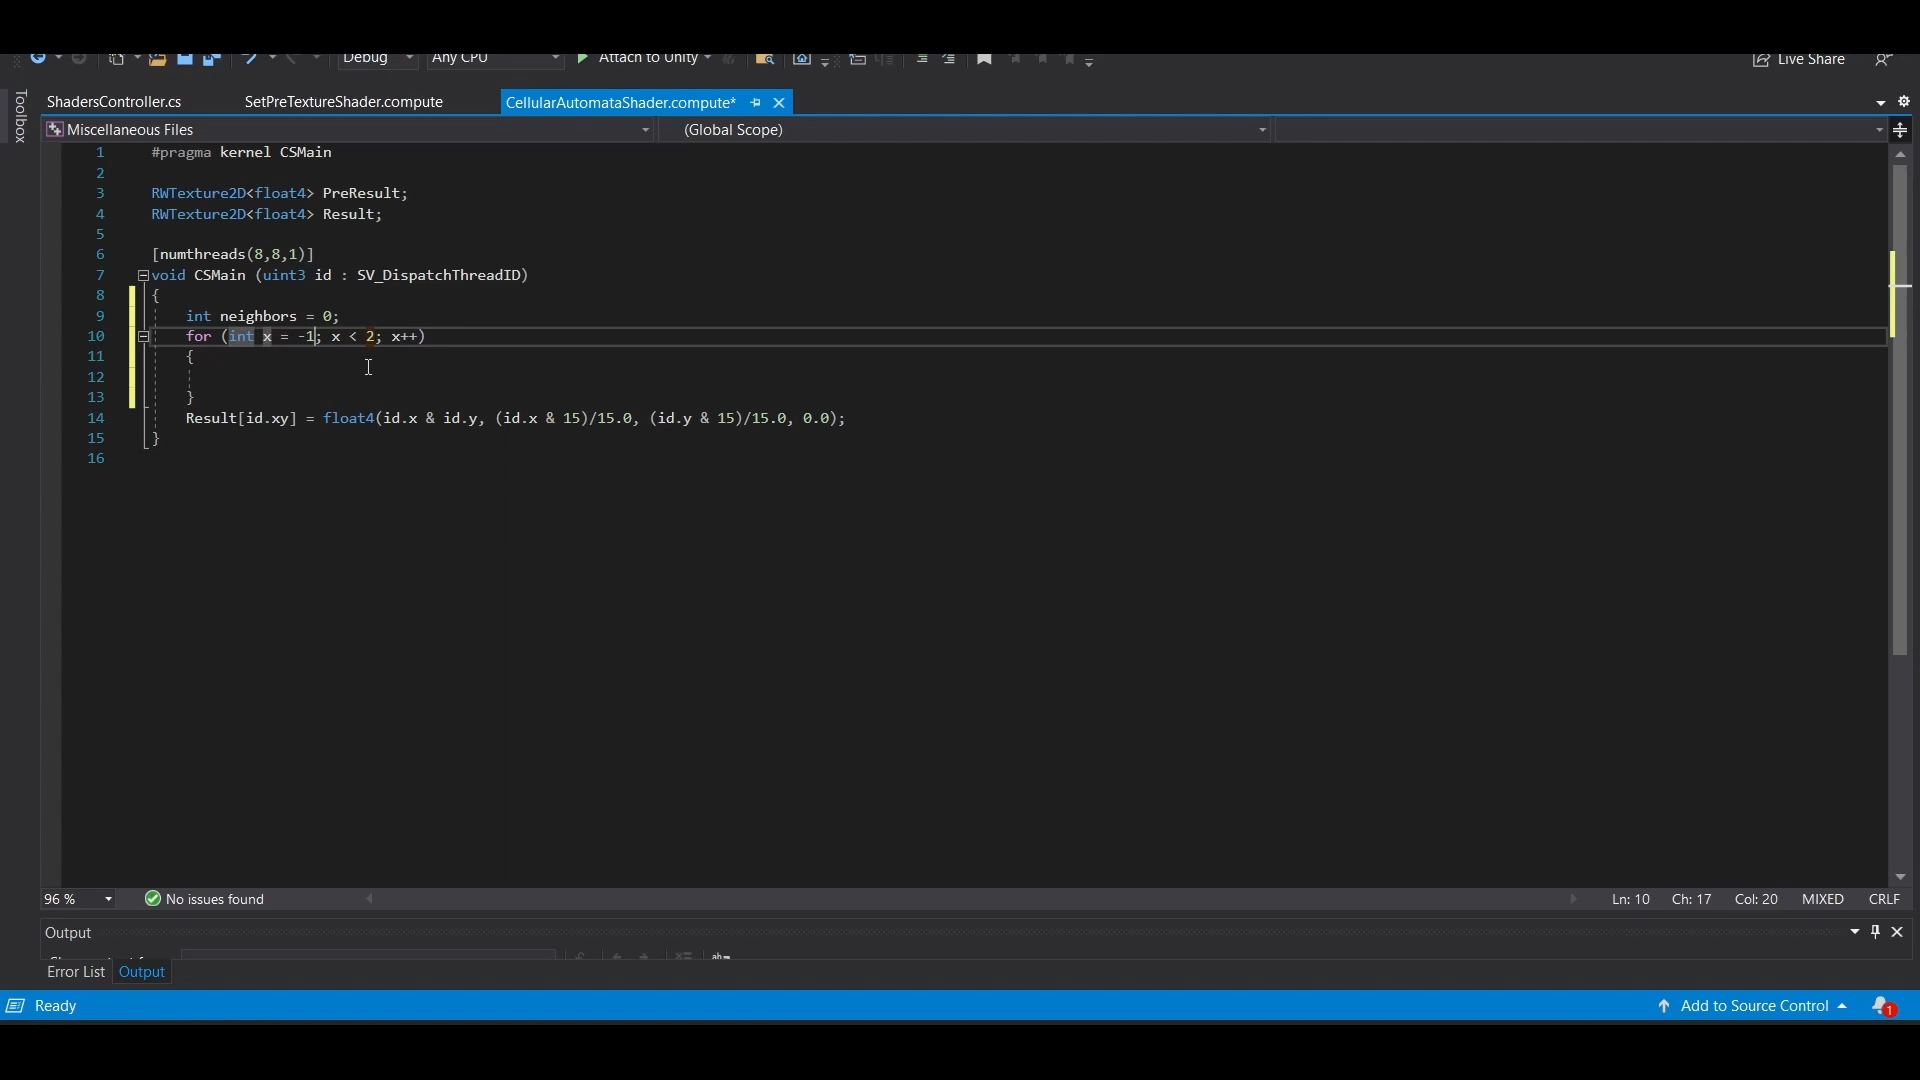 Debug Any CPU Attach to Unity Live Share
Toolbox
ShadersController.cs SetPreTextureShader.compute CellularAutomataShader.compute*
Miscellaneous Files (Global Scope)
1 #pragma kernel CSMain
2
3 RWTexture2D<float4> PreResult;
4 RWTexture2D<float4> Result;
5
6 [numthreads(8,8,1)]
7 void CSMain (uint3 id : SV_DispatchThreadID)
8 {
9 int neighbors = 0;
10 for (int x = -1; x < 2; x++)
11 {
12
13 }
14 Result[id.xy] = float4(id.x & id.y, (id.x & 15)/15.0, (id.y & 15)/15.0, 0.0);
15 }
16
96 % No issues found Ln: 10 Ch: 17 Col: 20 MIXED CRLF
Output
Error List Output
Ready Add to Source Control 1